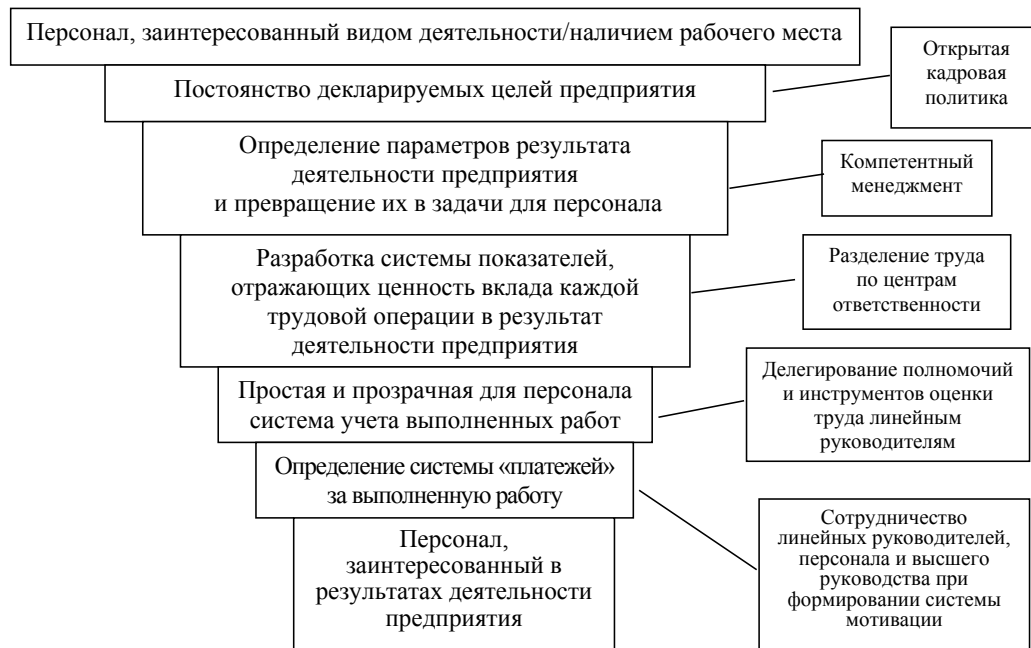 Персонал, заинтересованный видом деятельности/наличием рабочего места
Открытая
кадровая
политика
Постоянство декларируемых целей предприятия
Определение параметров результата
деятельности предприятия
и превращение их в задачи для персонала
Компетентный
менеджмент
Разработка системы показателей,
отражающих ценность вклада каждой
трудовой операции в результат
деятельности предприятия
Разделение труда
по центрам
ответственности
Простая и прозрачная для персонала
система учета выполненных работ
Делегирование полномочий
и инструментов оценки
труда линейным
руководителям
Определение системы «платежей»
за выполненную работу
Персонал,
заинтересованный в
результатах деятельности
предприятия
Сотрудничество
линейных руководителей,
персонала и высшего
руководства при
формировании системы
мотивации